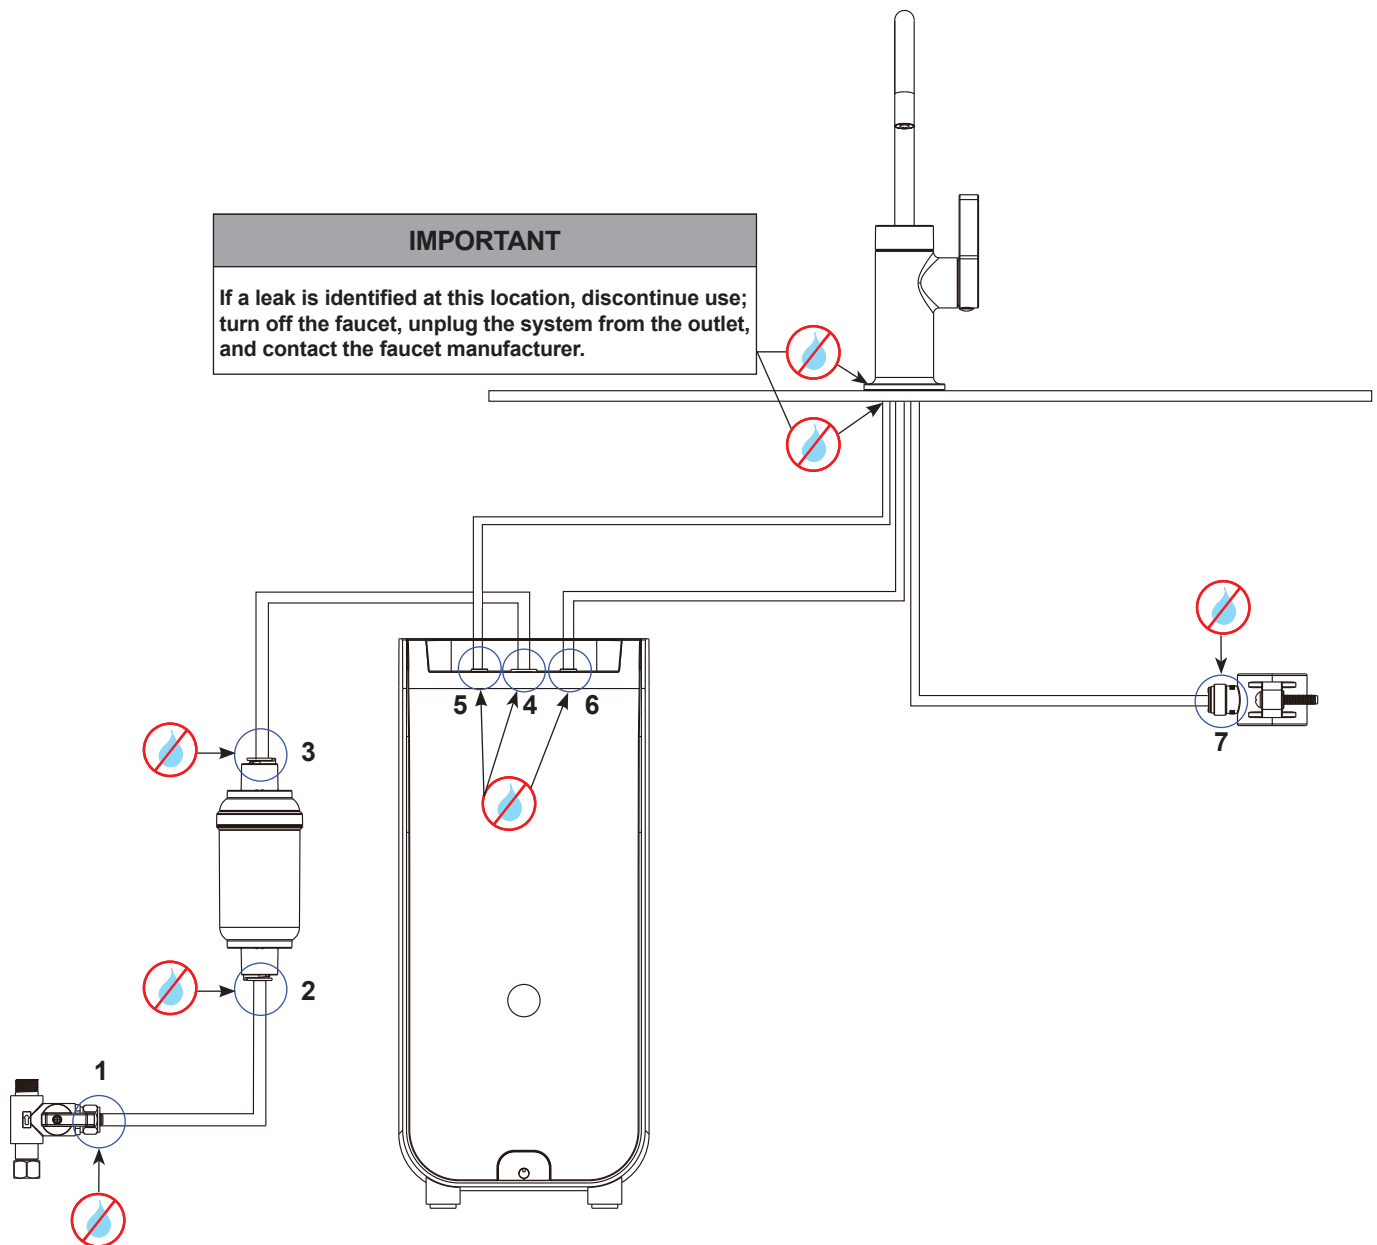 IMPORTANT
If a leak is identified at this location, discontinue use;
turn off the faucet, unplug the system from the outlet,
and contact the faucet manufacturer.
5
4
6
7
3
2
1